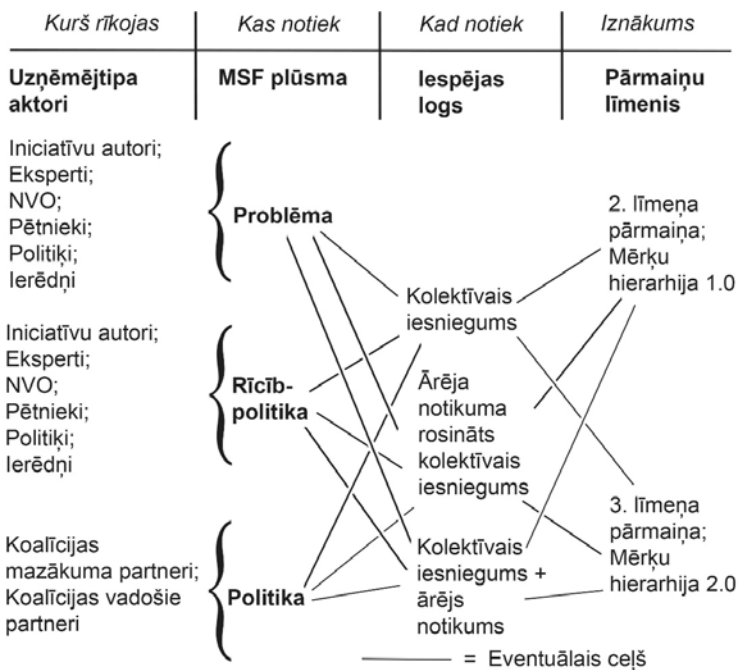 Kurš rīkojas
Kas notiek
Kad notiek
Iznākums
Uzņēmējtipa
aktori
MSF plūsma
Iespējas
logs
Pārmaiņu
līmenis
Iniciatīvu autori;
Eksperti;
NVO;
Pētnieki;
Politiķi;
Ierēdņi
Problēma
Iniciatīvu autori;
Eksperti;
NVO;
Pētnieki;
Politiķi;
Ierēdņi
Rīcīb-
politika
Koalīcijas
mazākuma partneri;
Koalīcijas vadošie
partneri
Politika
Kolektīvais
iesniegums
Ārēja
notikuma
rosināts
kolektīvais
iesniegums
Kolektīvais
iesniegums +
ārējs
notikums
2. līmeņa
pārmaiņa;
Mērķu
hierarhija 1.0
3. līmeņa
pārmaiņa;
Mērķu
hierarhija 2.0
= Eventuālais ceļš